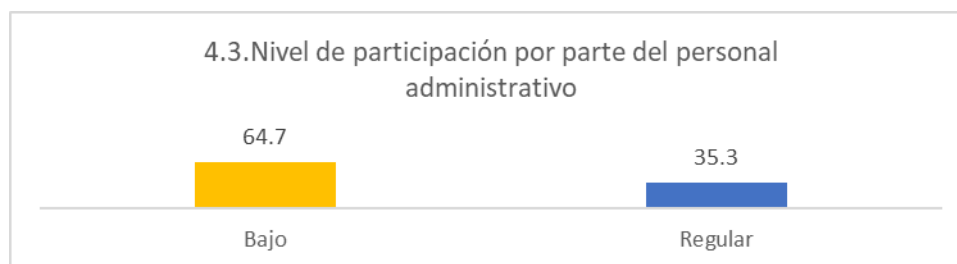 4.3.Nivel de participación por parte del personal
administrativo
64.7
35.3
Bajo
Regular